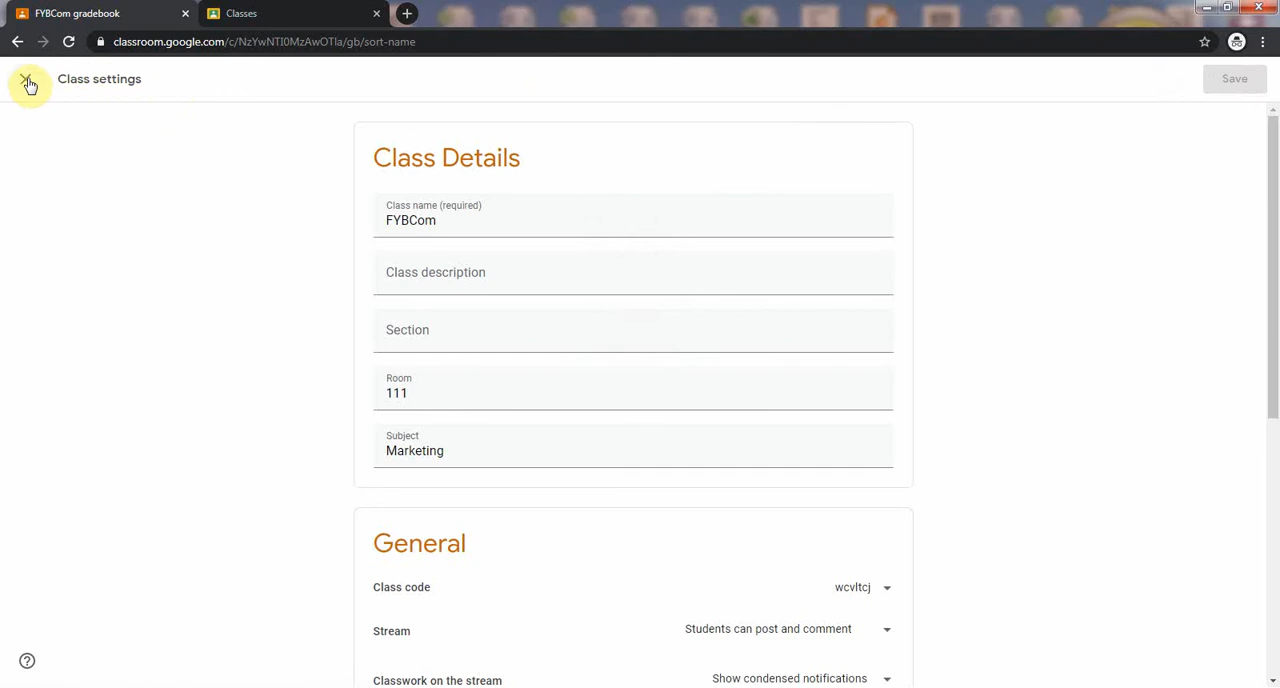 FYBCom gradebook
Classes
classroom.google.com/c/NzYwNTI0MzAwOTIa/gb/sort-name
Class settings
Save
Class Details
Class name (required)
FYBCom
Class description
Section
Room
111
Subject
Marketing
General
Class code wcvltcj
Stream Students can post and comment
Classwork on the stream Show condensed notifications